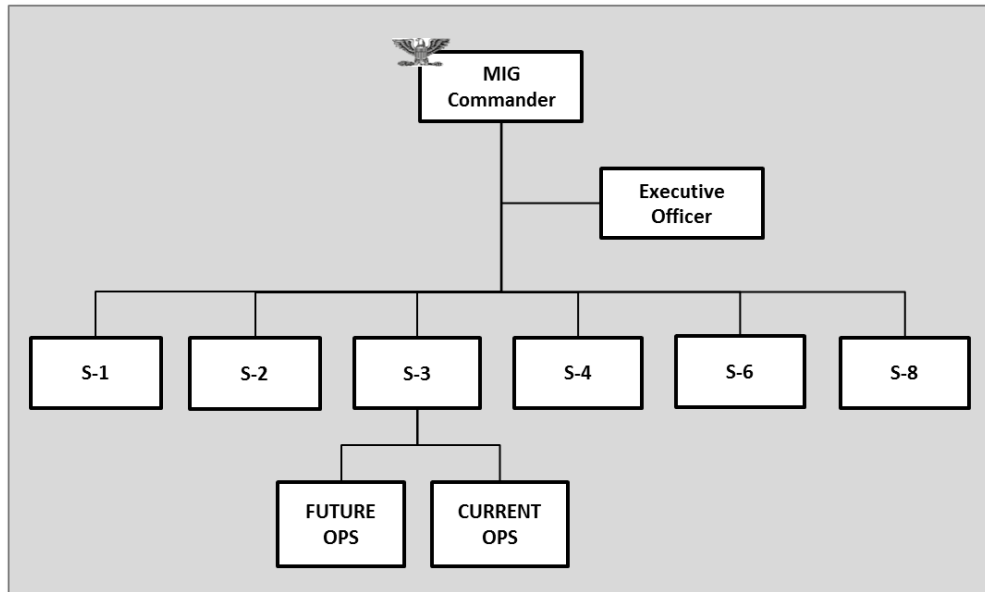 MIG
Commander
Executive
Officer
S-1
S-2
S-3
S-4
S-6
S-8
FUTURE
OPS
CURRENT
OPS